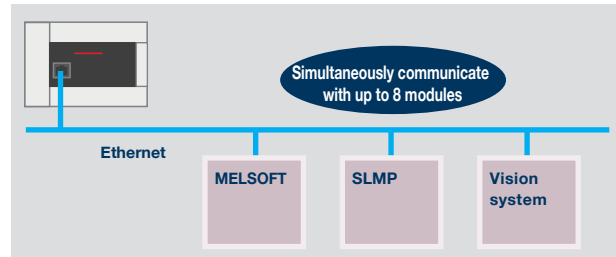 Simultaneously communicate
with up to 8 modules
Ethernet
MELSOFT
SLMP
Vision
system